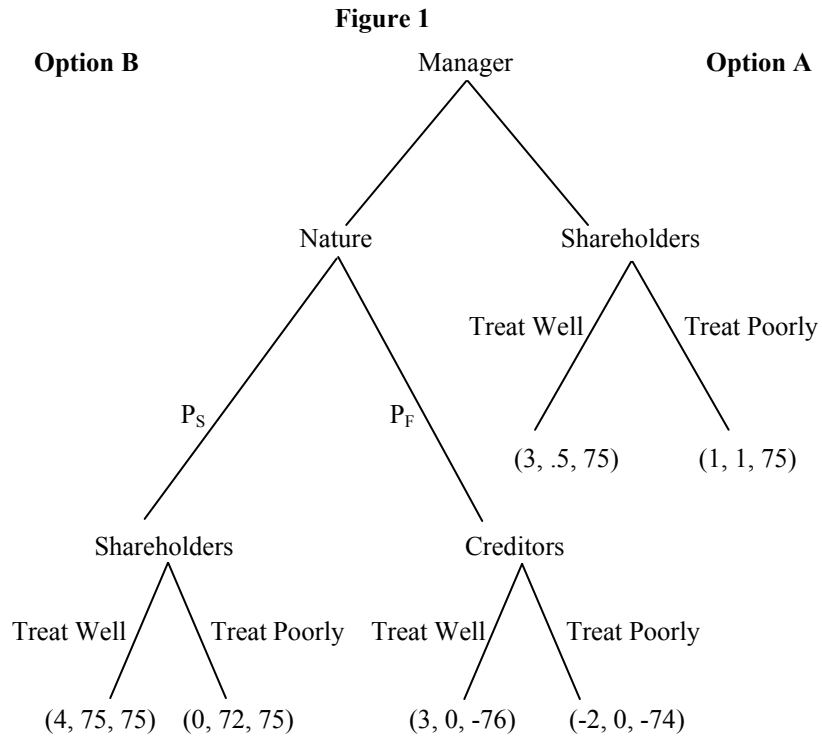 Figure 1
Option B Manager Option A
Nature Shareholders
Treat Well Treat Poorly
P_S P_F
(3, .5, 75) (1, 1, 75)
Shareholders Creditors
Treat Well Treat Poorly Treat Well Treat Poorly
(4, 75, 75) (0, 72, 75) (3, 0, -76) (-2, 0, -74)